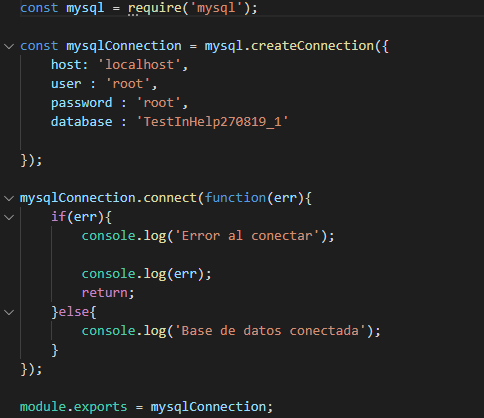 const mysql = require('mysql');
const mysqlConnection = mysql.createConnection({
host: 'localhost',
user : 'root',
password : 'root',
database : 'TestInHelp270819_1'
});
mysqlConnection.connect(function(err){
if(err){
console.log('Error al conectar');
console.log(err);
return;
}else{
console.log('Base de datos conectada');
}
});
module.exports = mysqlConnection;